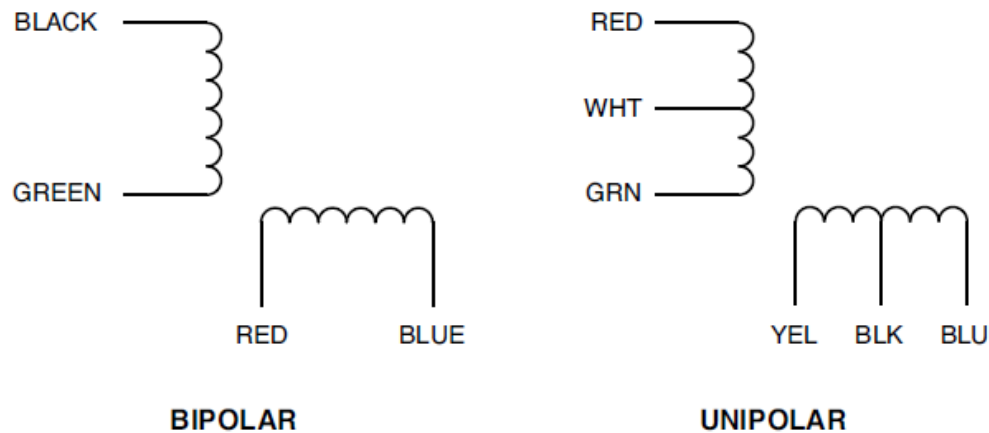 BLACK
GREEN
RED BLUE
BIPOLAR
RED
WHT
GRN
YEL BLK BLU
UNIPOLAR